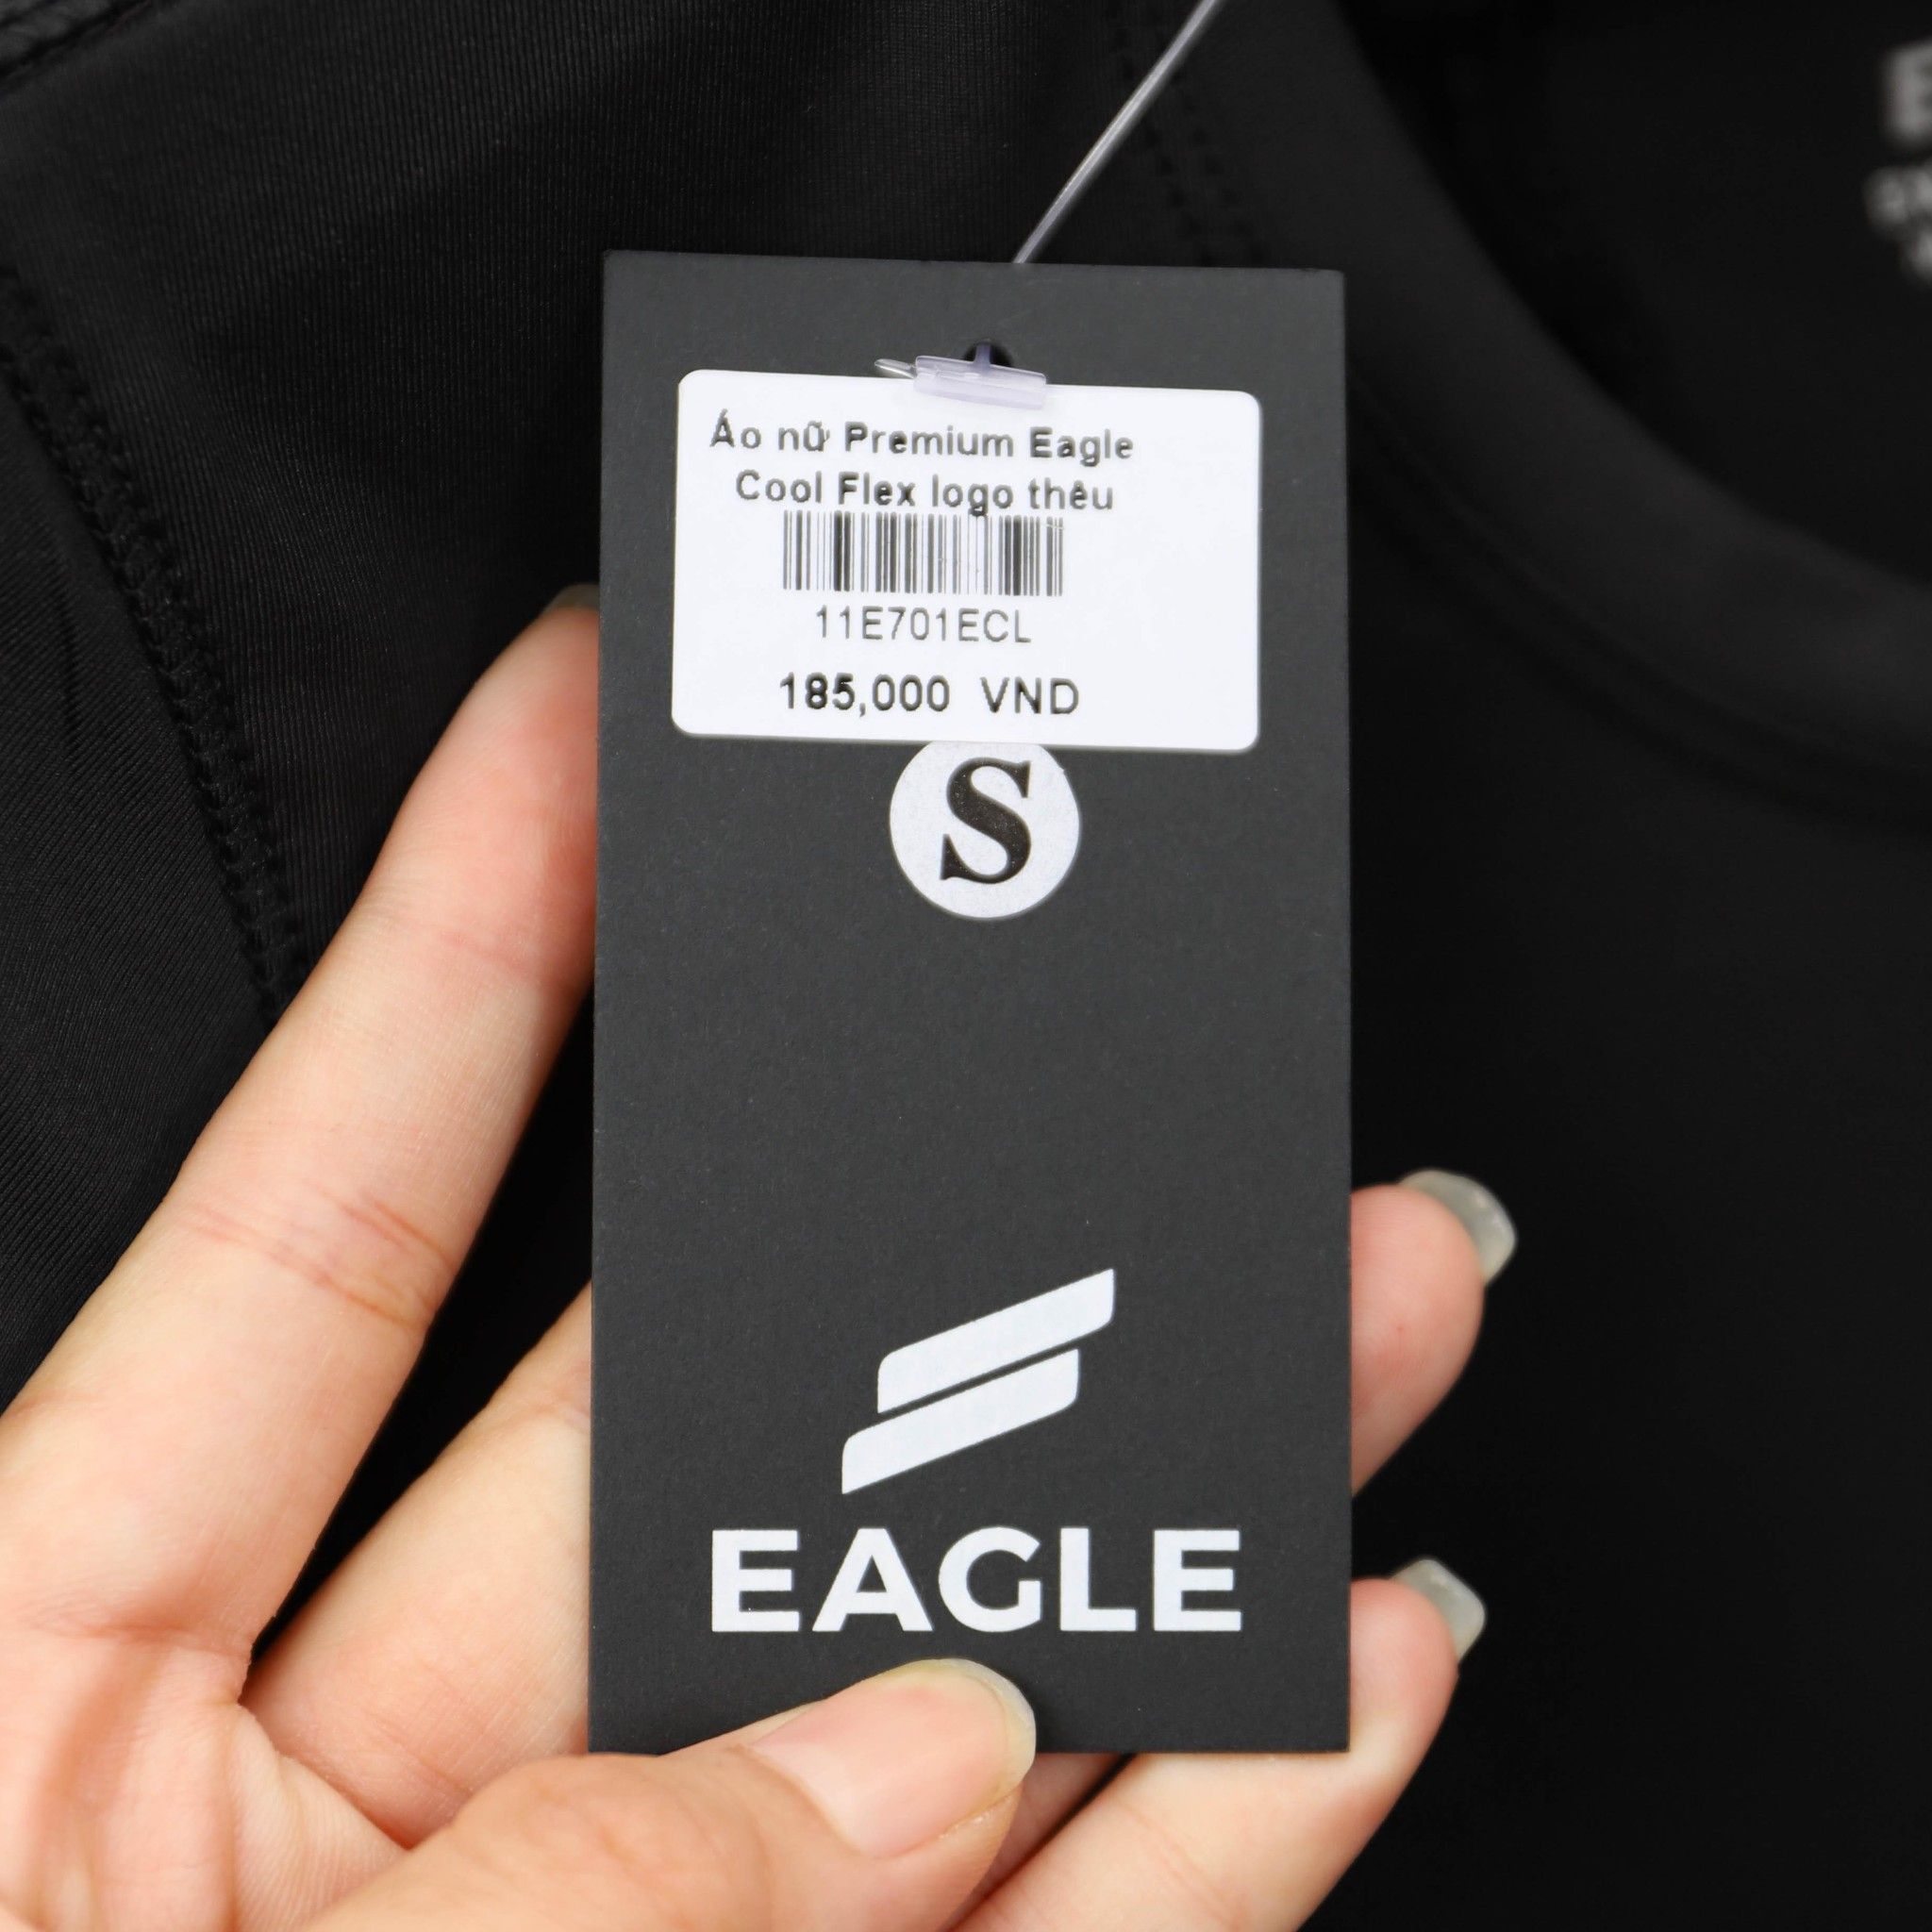 Áo nữ Premium Eagle
Cool Flex logo thêu
11E701ECL
185,000 VND
S
EAGLE